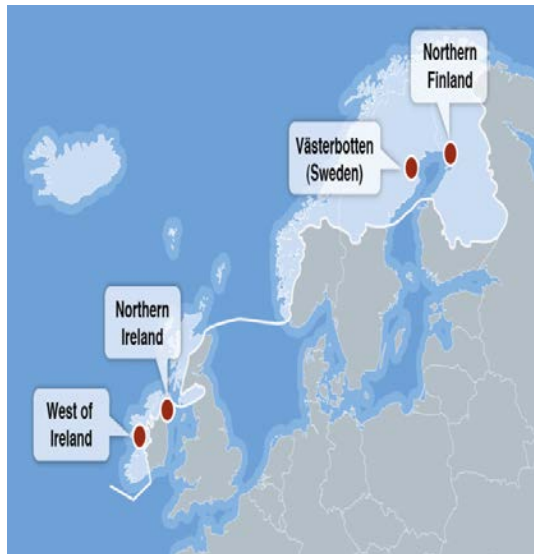 Northern
Finland
Västerbotten
(Sweden)
Northern
Ireland
West of
Ireland